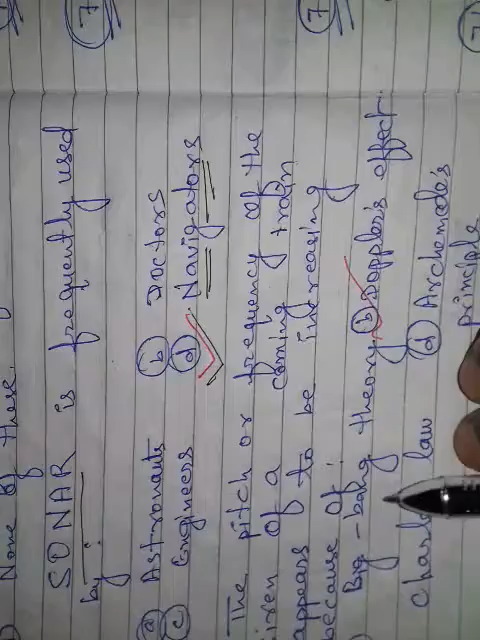 None of these.
SONAR is frequently used
by :
(a) Astronauts (b) Doctors
(c) Engineers (d) Navigators
The pitch or frequency of the
siren of a coming train
appears to be increasing
because of :
Big-bang theory (b) Doppler's effect
Charl law (d) Archemede's
principle